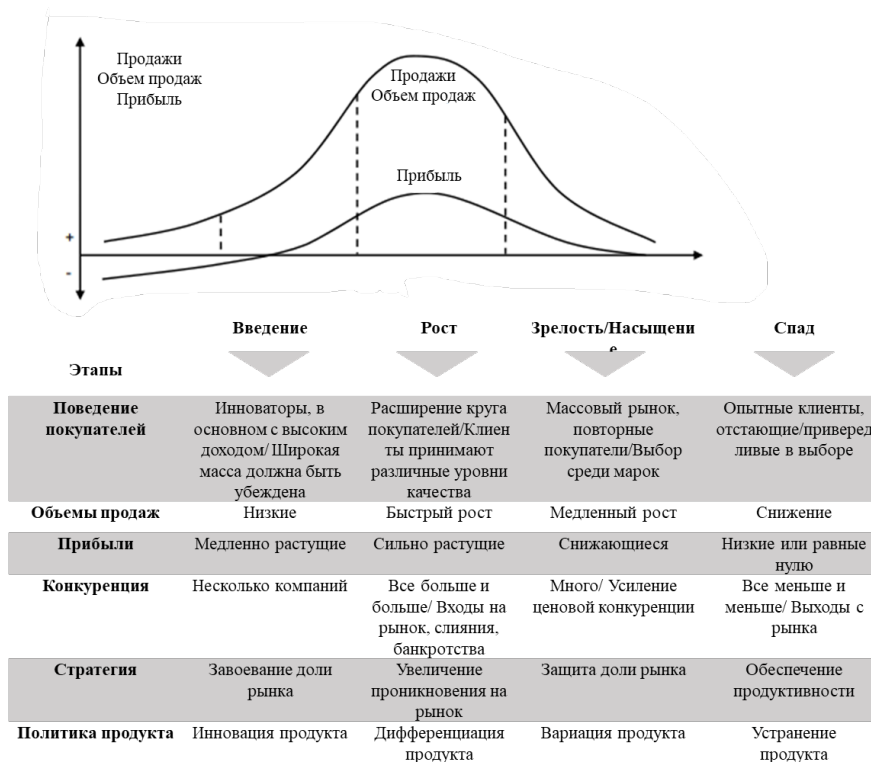 Продажи
Объем продаж
Прибыль
Продажи
Объем продаж
Прибыль
+
-
Введение
Рост
Зрелость/Насыщени
е
Спад
Этапы
Поведение
покупателей
Инноваторы, в
основном с высоким
доходом/ Широкая
масса должна быть
убеждена
Расширение круга
покупателей/Клиен
ты принимают
различные уровни
качества
Массовый рынок,
повторные
покупатели/Выбор
среди марок
Опытные клиенты,
отстающие/приверед
ливые в выборе
Объемы продаж
Низкие
Быстрый рост
Медленный рост
Снижение
Прибыли
Медленно растущие
Сильно растущие
Снижающиеся
Низкие или равные
нулю
Конкуренция
Несколько компаний
Все больше и
больше/ Входы на
рынок, слияния,
банкротства
Много/ Усиление
ценовой конкуренции
Все меньше и
меньше/ Выходы с
рынка
Стратегия
Завоевание доли
рынка
Увеличение
проникновения на
рынок
Защита доли рынка
Обеспечение
продуктивности
Политика продукта
Инновация продукта
Дифференциация
продукта
Вариация продукта
Устранение
продукта